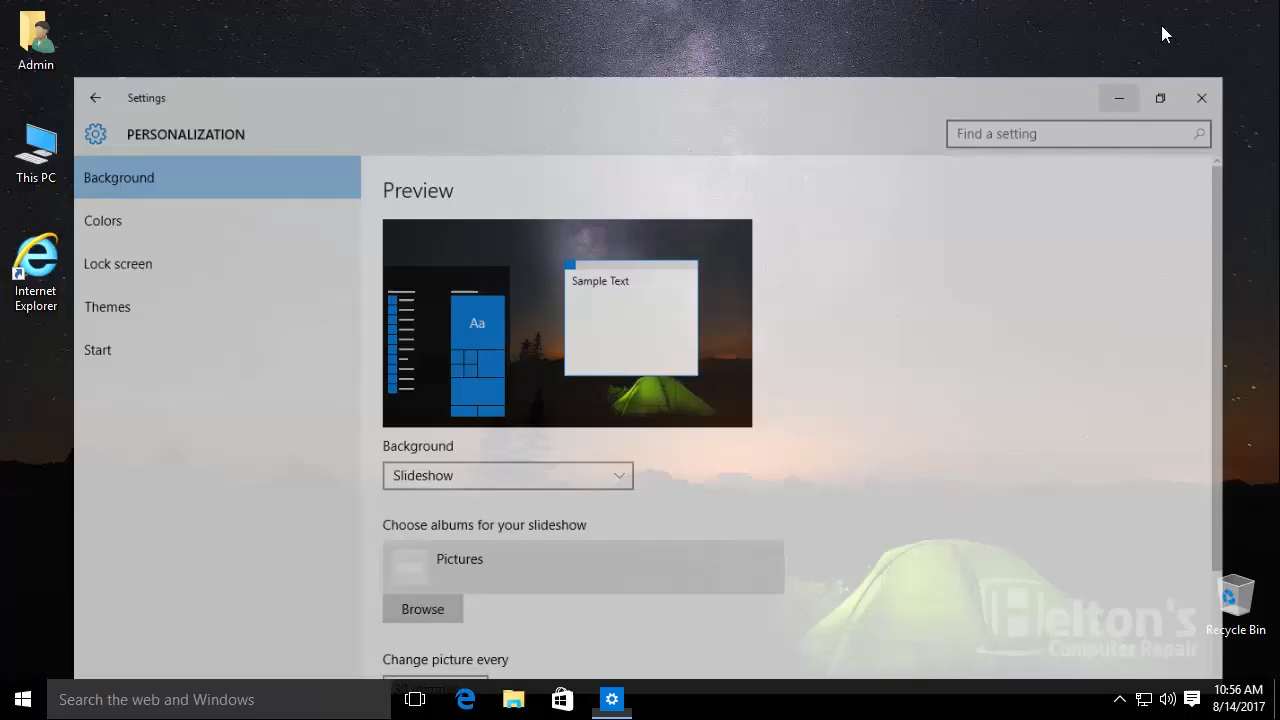 Admin
This PC
Internet
Explorer
Settings
PERSONALIZATION
Find a setting
Background
Colors
Lock screen
Themes
Start
Preview
Aa
Sample Text
Background
Slideshow
Choose albums for your slideshow
Pictures
Browse
Change picture every
Helton's
Computer Repair
Recycle Bin
Search the web and Windows
10:56 AM
8/14/2017